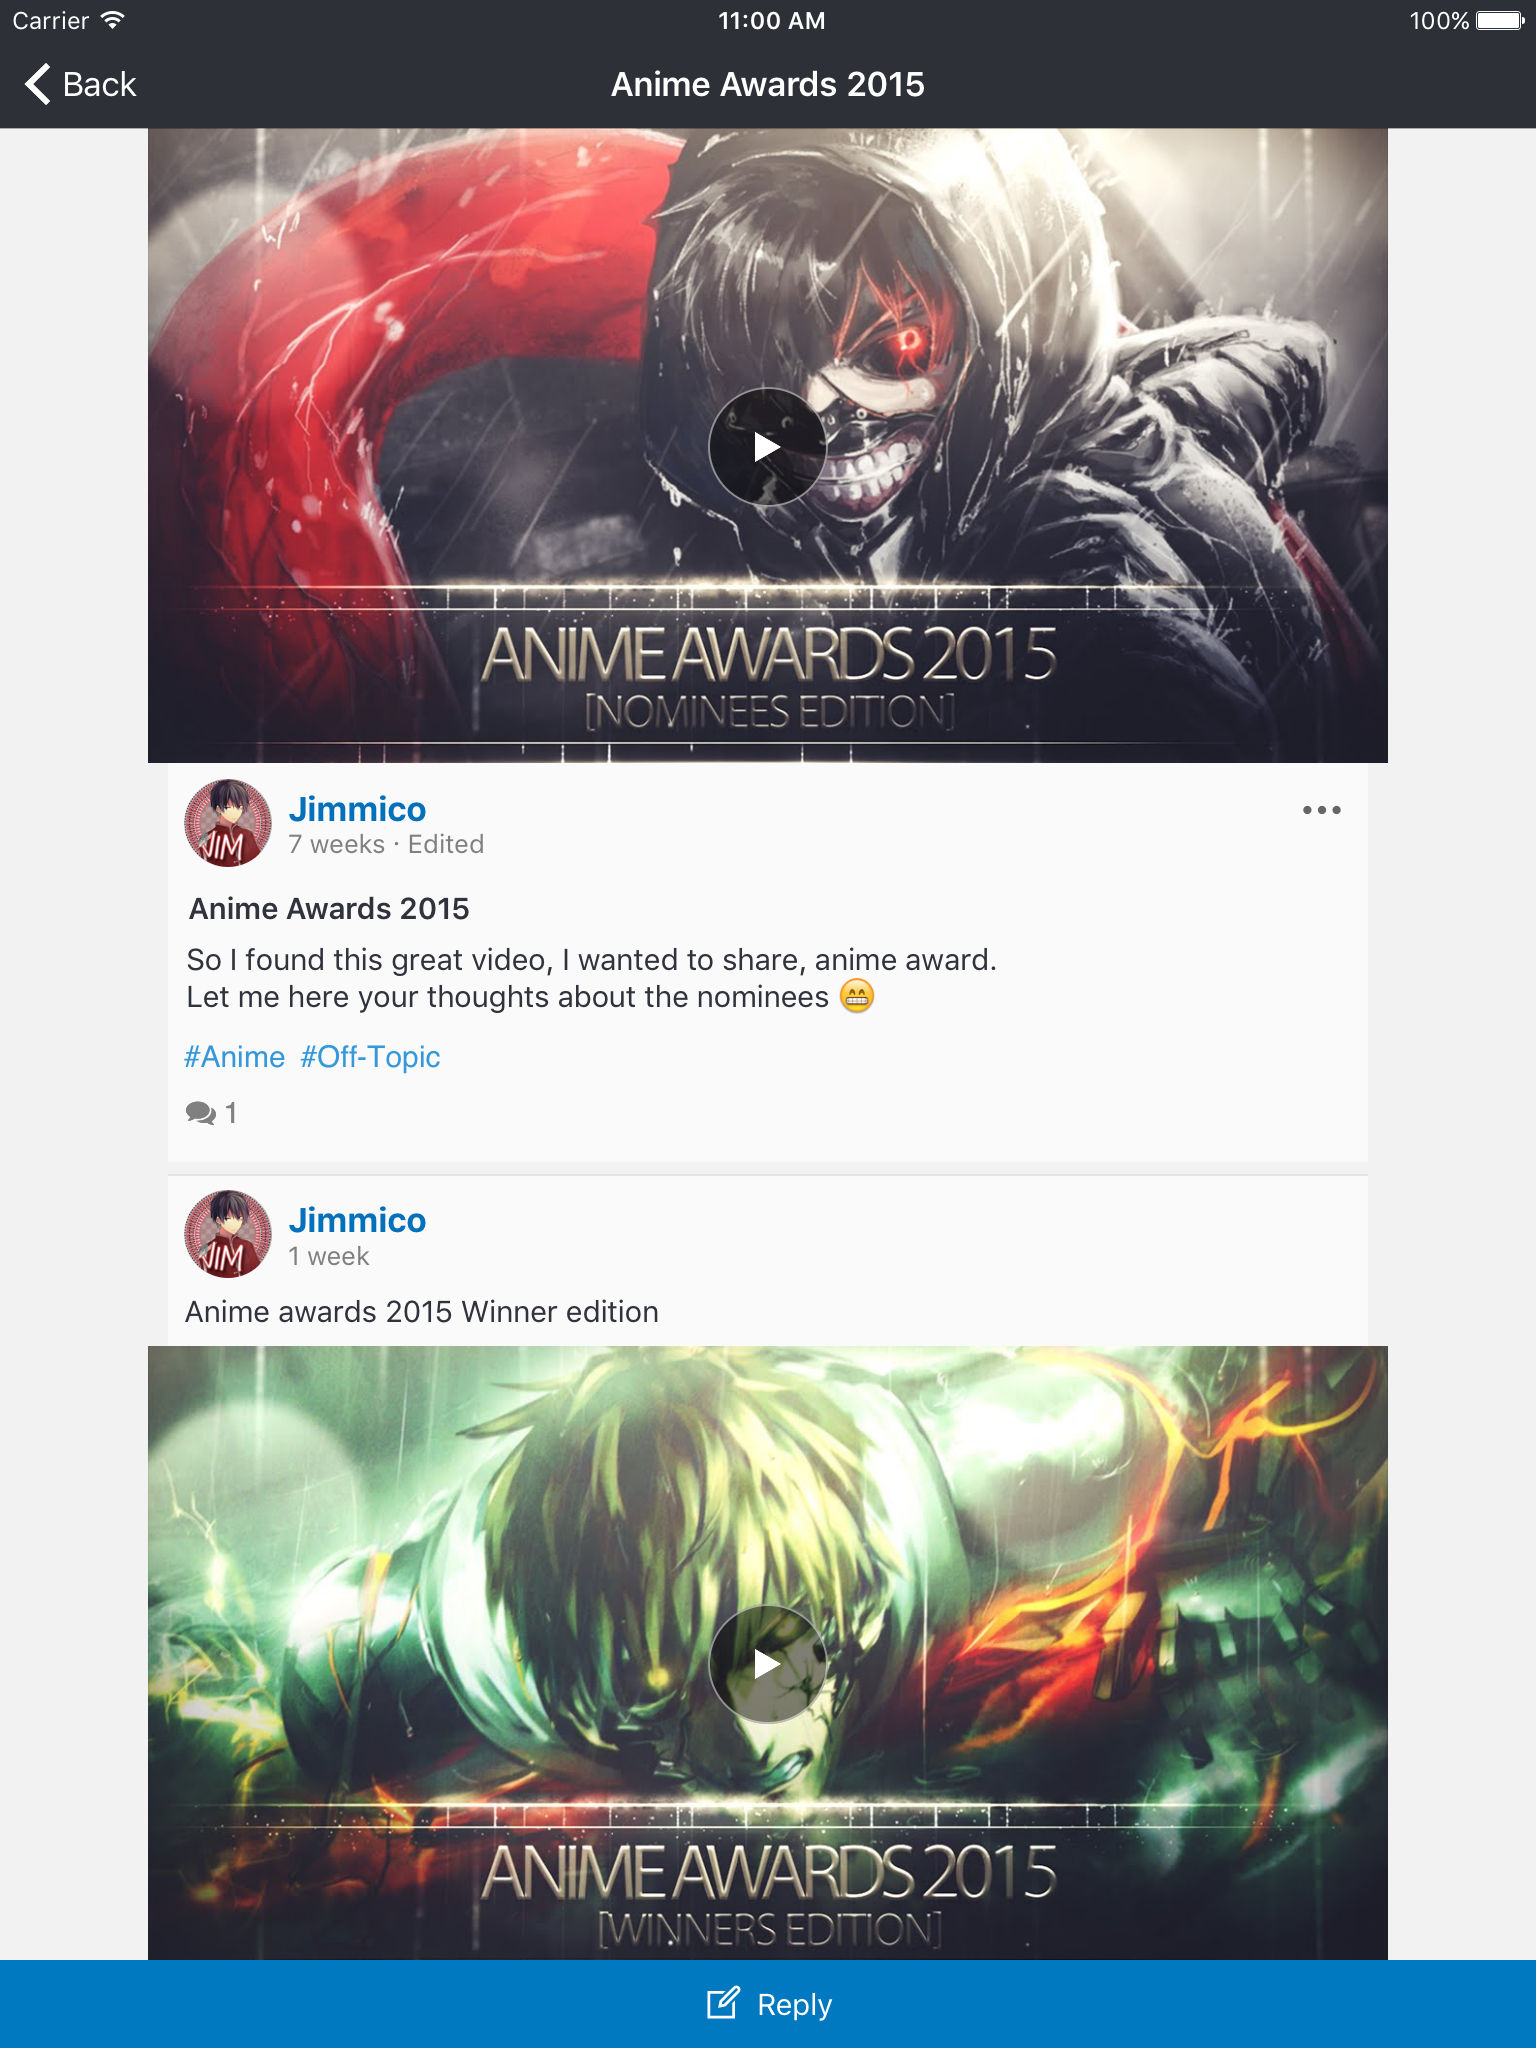 Carrier 11:00 AM 100%
Back Anime Awards 2015
ANIME AWARDS 2015
[NOMINEES EDITION]
JIM
Jimmico
7 weeks · Edited
Anime Awards 2015
So I found this great video, I wanted to share, anime award.
Let me here your thoughts about the nominees 😁
#Anime #Off-Topic
1
JIM
Jimmico
1 week
Anime awards 2015 Winner edition
ANIME AWARDS 2015
[WINNERS EDITION]
Reply